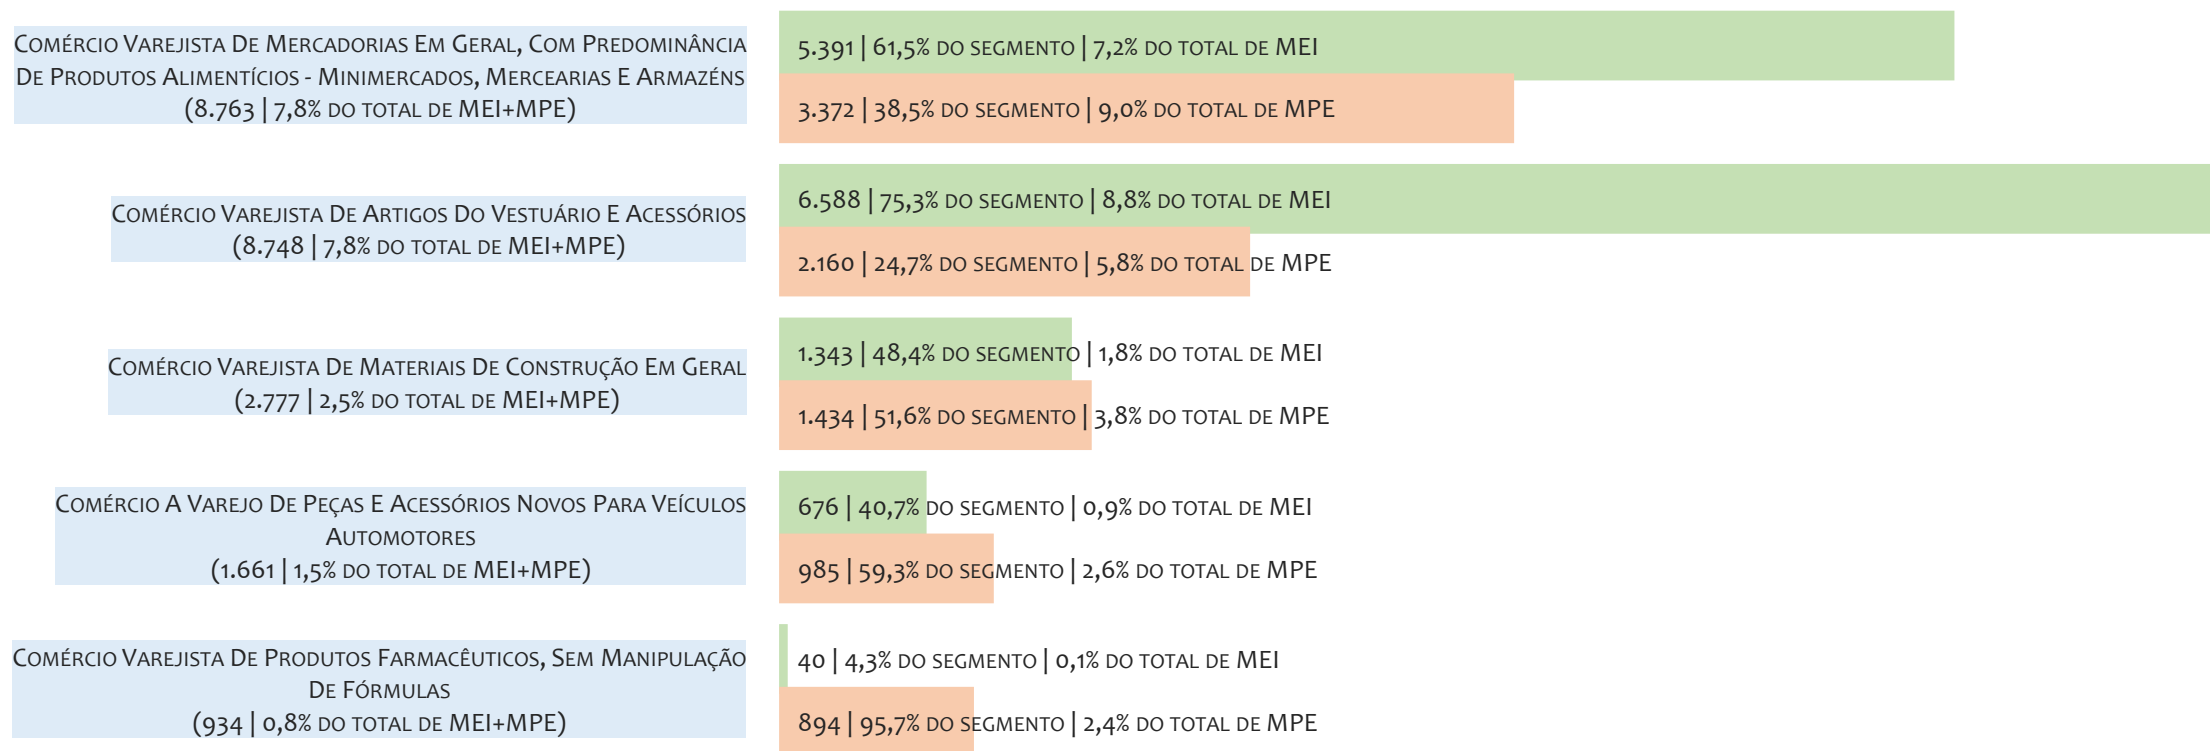 Comércio Varejista De Mercadorias Em Geral, Com Predominância
De Produtos Alimentícios - Minimercados, Mercearias E Armazéns
(8.763 | 7,8% do total de MEI+MPE)
5.391 | 61,5% do segmento | 7,2% do total de MEI
3.372 | 38,5% do segmento | 9,0% do total de MPE
Comércio Varejista De Artigos Do Vestuário E Acessórios
(8.748 | 7,8% do total de MEI+MPE)
6.588 | 75,3% do segmento | 8,8% do total de MEI
2.160 | 24,7% do segmento | 5,8% do total de MPE
Comércio Varejista De Materiais De Construção Em Geral
(2.777 | 2,5% do total de MEI+MPE)
1.343 | 48,4% do segmento | 1,8% do total de MEI
1.434 | 51,6% do segmento | 3,8% do total de MPE
Comércio A Varejo De Peças E Acessórios Novos Para Veículos
Automotores
(1.661 | 1,5% do total de MEI+MPE)
676 | 40,7% do segmento | 0,9% do total de MEI
985 | 59,3% do segmento | 2,6% do total de MPE
Comércio Varejista De Produtos Farmacêuticos, Sem Manipulação
De Fórmulas
(934 | 0,8% do total de MEI+MPE)
40 | 4,3% do segmento | 0,1% do total de MEI
894 | 95,7% do segmento | 2,4% do total de MPE